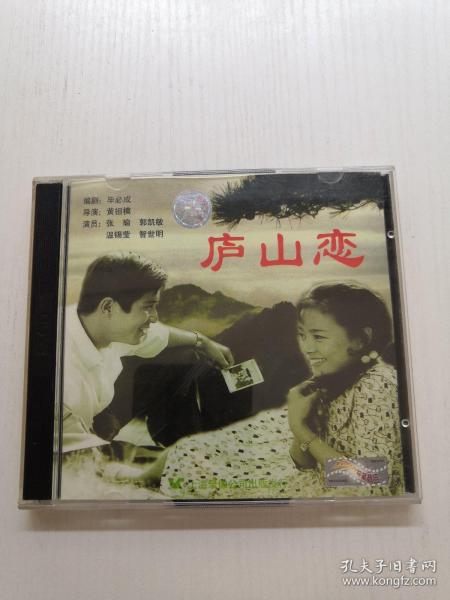 编剧：毕必成
导演：黄祖模
演员：张瑜 郭凯敏
温锡莹 智世明
庐山恋
孔夫子旧书网
www.kongfz.com